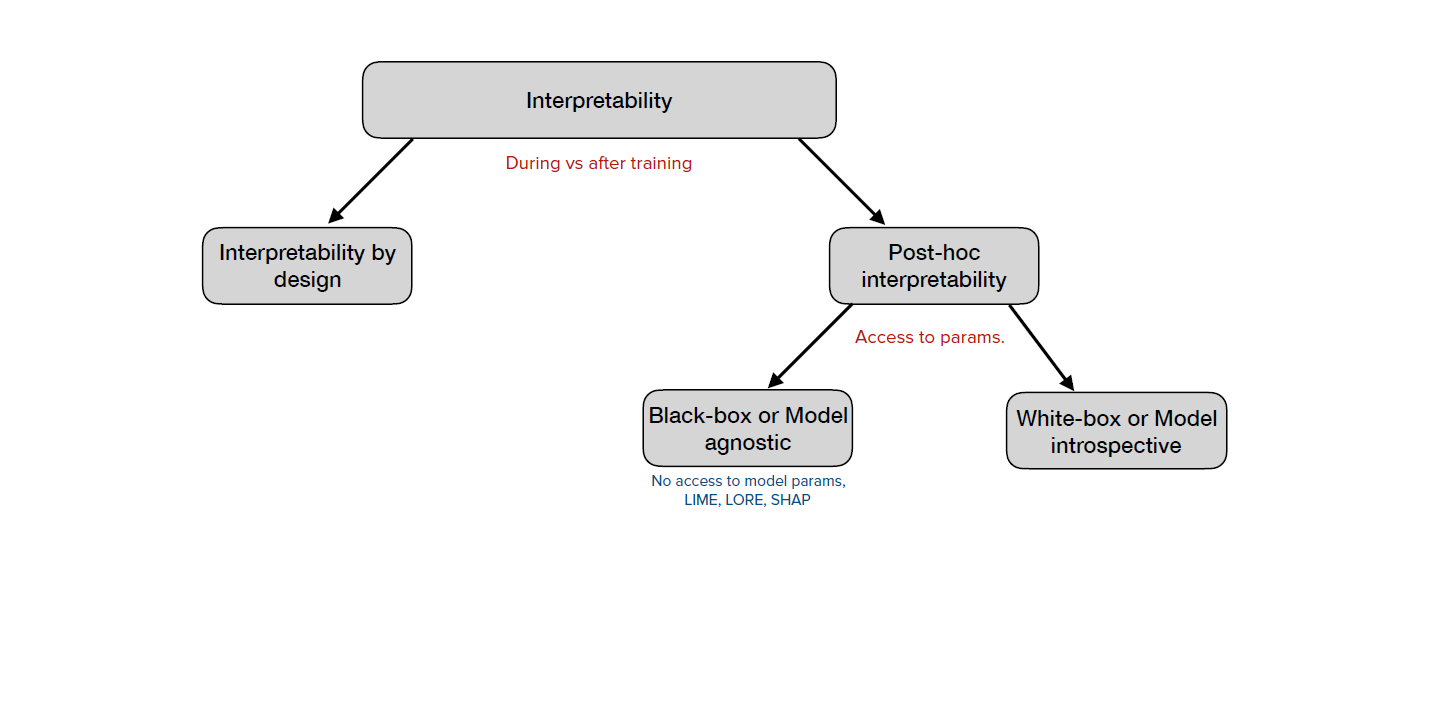 Interpretability
During vs after training
Interpretability by
design
Post-hoc
interpretability
Access to params.
Black-box or Model
agnostic
No access to model params,
LIME, LORE, SHAP
White-box or Model
introspective